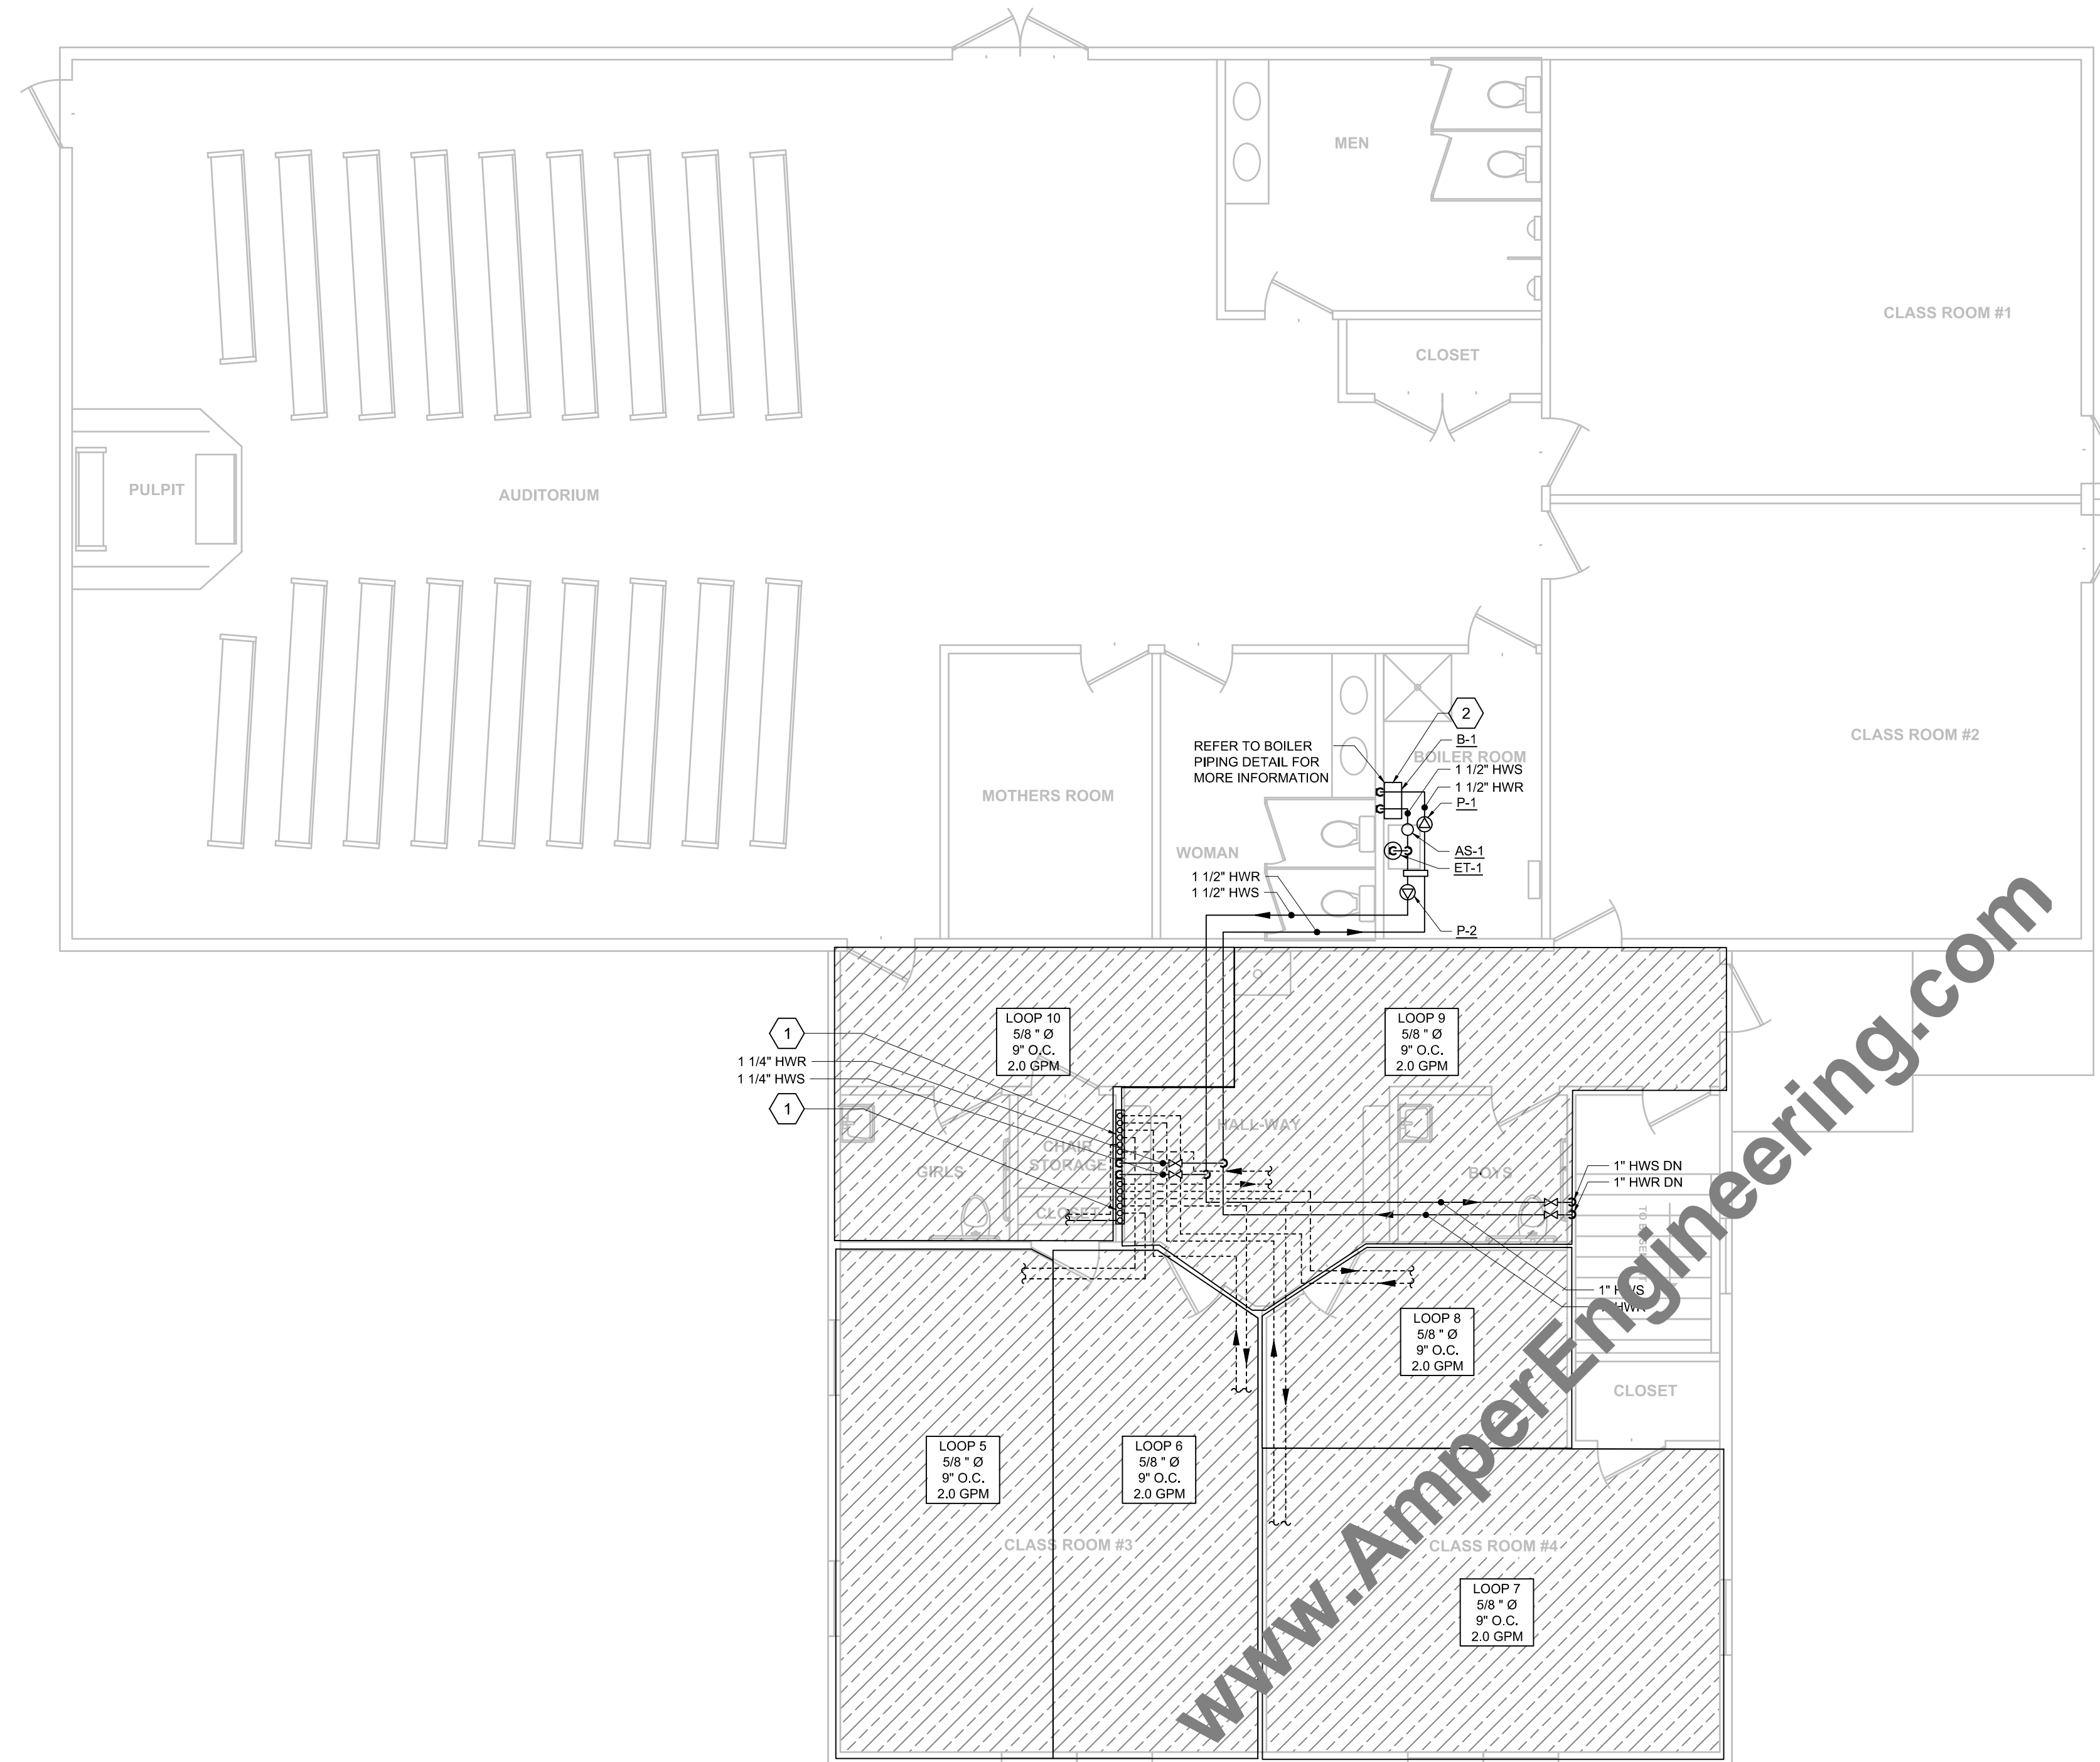 MEN
CLASS ROOM #1
CLOSET
PULPIT
AUDITORIUM
2
B-1
REFER TO BOILER
PIPING DETAIL FOR
MORE INFORMATION
BOILER ROOM
1 1/2" HWS
1 1/2" HWR
P-1
CLASS ROOM #2
MOTHERS ROOM
WOMAN
AS-1
ET-1
1 1/2" HWR
1 1/2" HWS
P-2
LOOP 10
5/8 " Ø
9" O.C.
2.0 GPM
LOOP 9
5/8 " Ø
9" O.C.
2.0 GPM
1
1 1/4" HWR
1 1/4" HWS
1
HALL-WAY
CHAIR
STORAGE
GIRLS
BOYS
CLOSET
1" HWS DN
1" HWR DN
TO
1" HWS
HWR
LOOP 8
5/8 " Ø
9" O.C.
2.0 GPM
CLOSET
LOOP 5
5/8 " Ø
9" O.C.
2.0 GPM
LOOP 6
5/8 " Ø
9" O.C.
2.0 GPM
CLASS ROOM #3
CLASS ROOM #4
LOOP 7
5/8 " Ø
9" O.C.
2.0 GPM
www.AmperEngineering.com